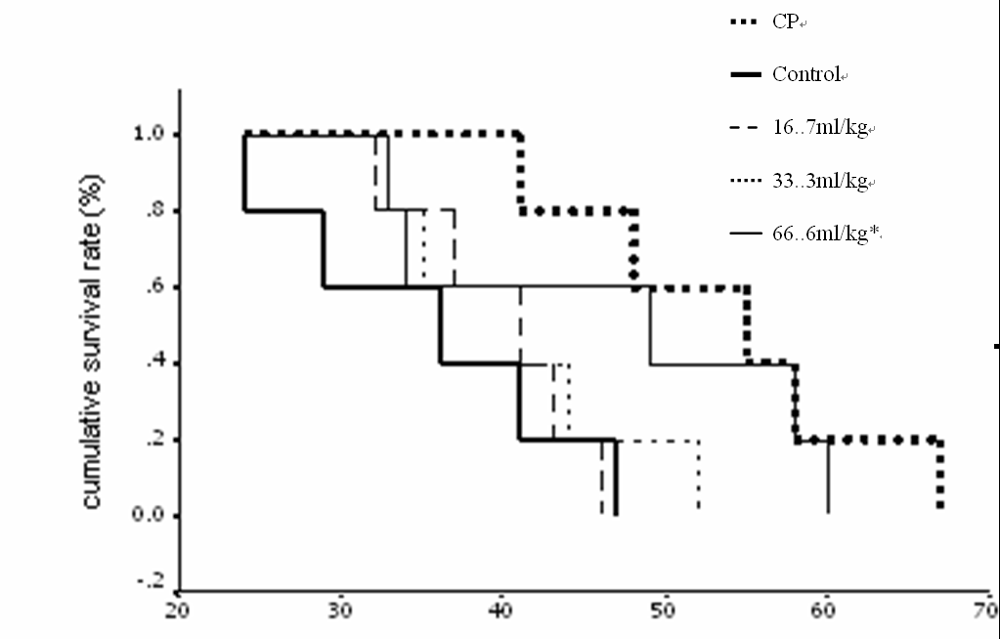 CP
Control
16..7ml/kg
33..3ml/kg
66..6ml/kg*
cumulative survival rate (%)
1.0
.8
.6
.4
.2
0.0
-.2
20 30 40 50 60 70